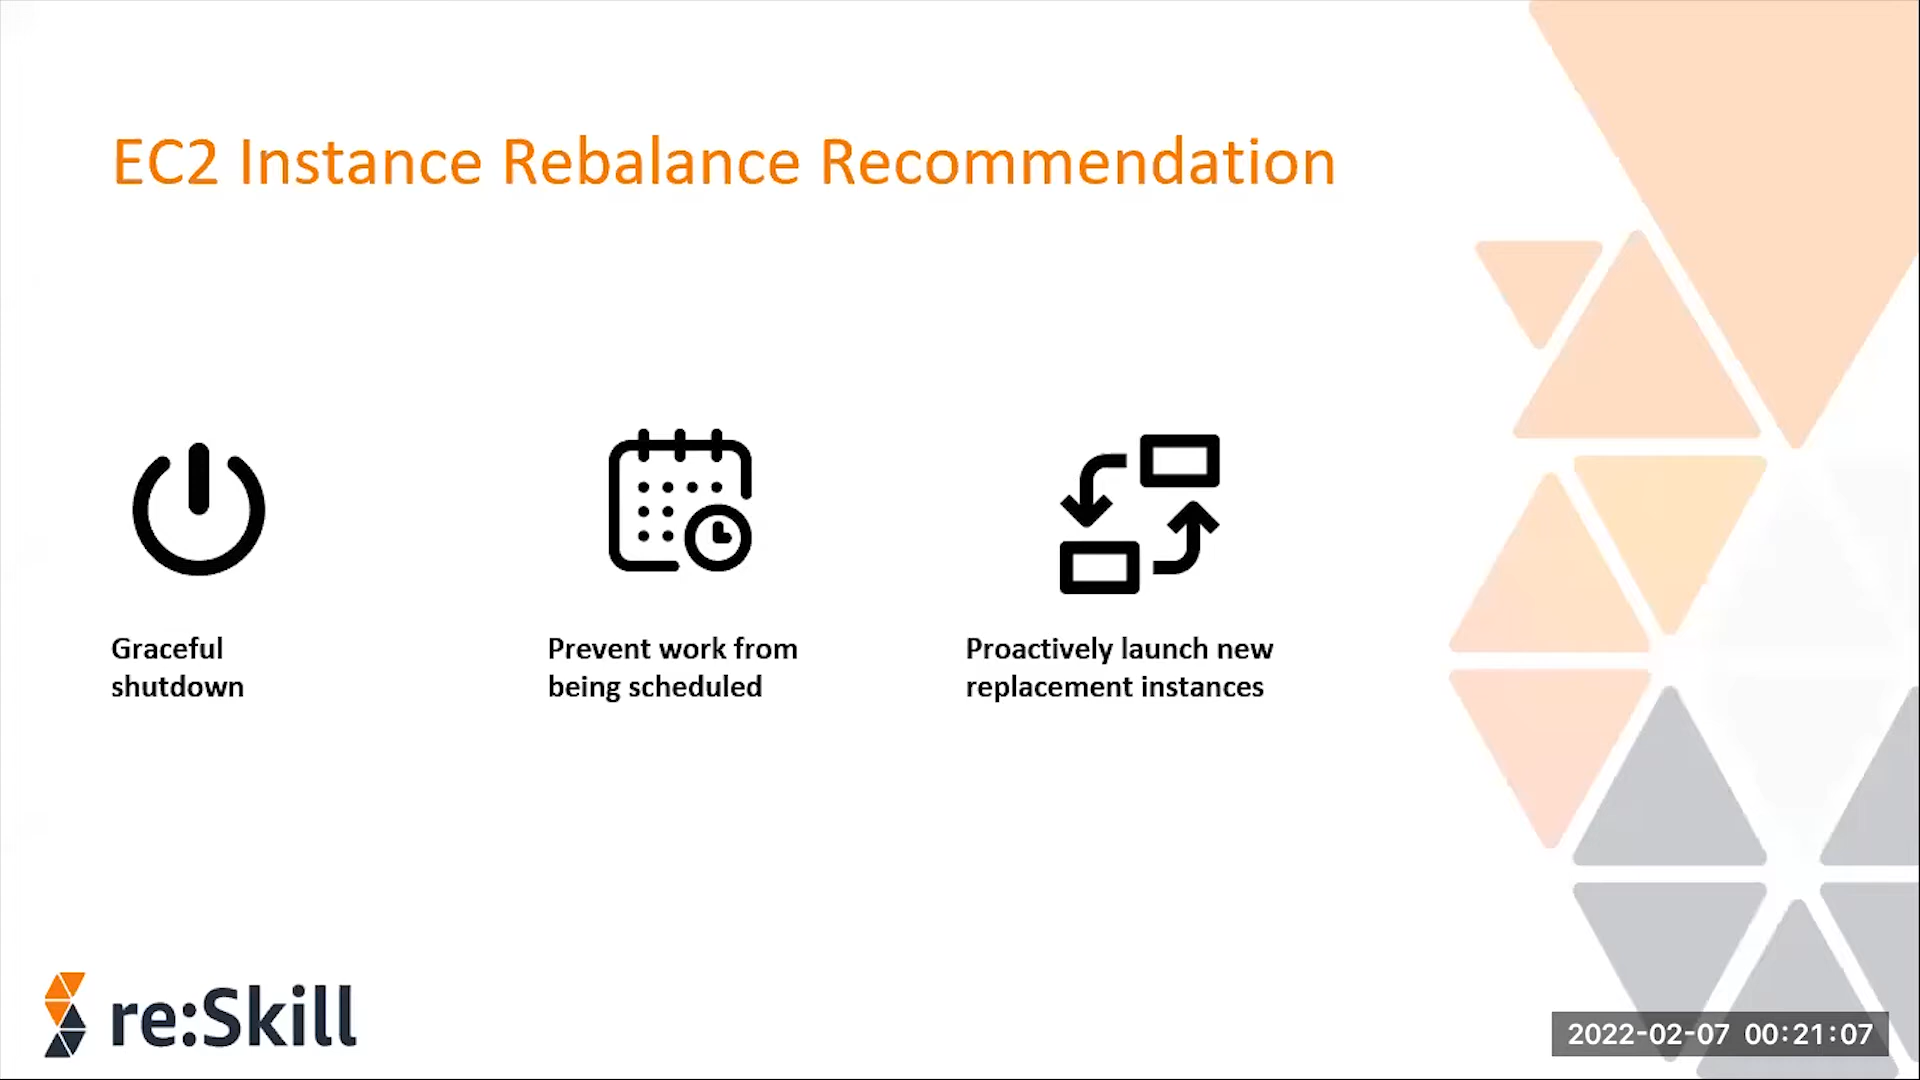 EC2 Instance Rebalance Recommendation
Graceful
shutdown
Prevent work from
being scheduled
Proactively launch new
replacement instances
re:Skill
2022-02-07 00:21:07